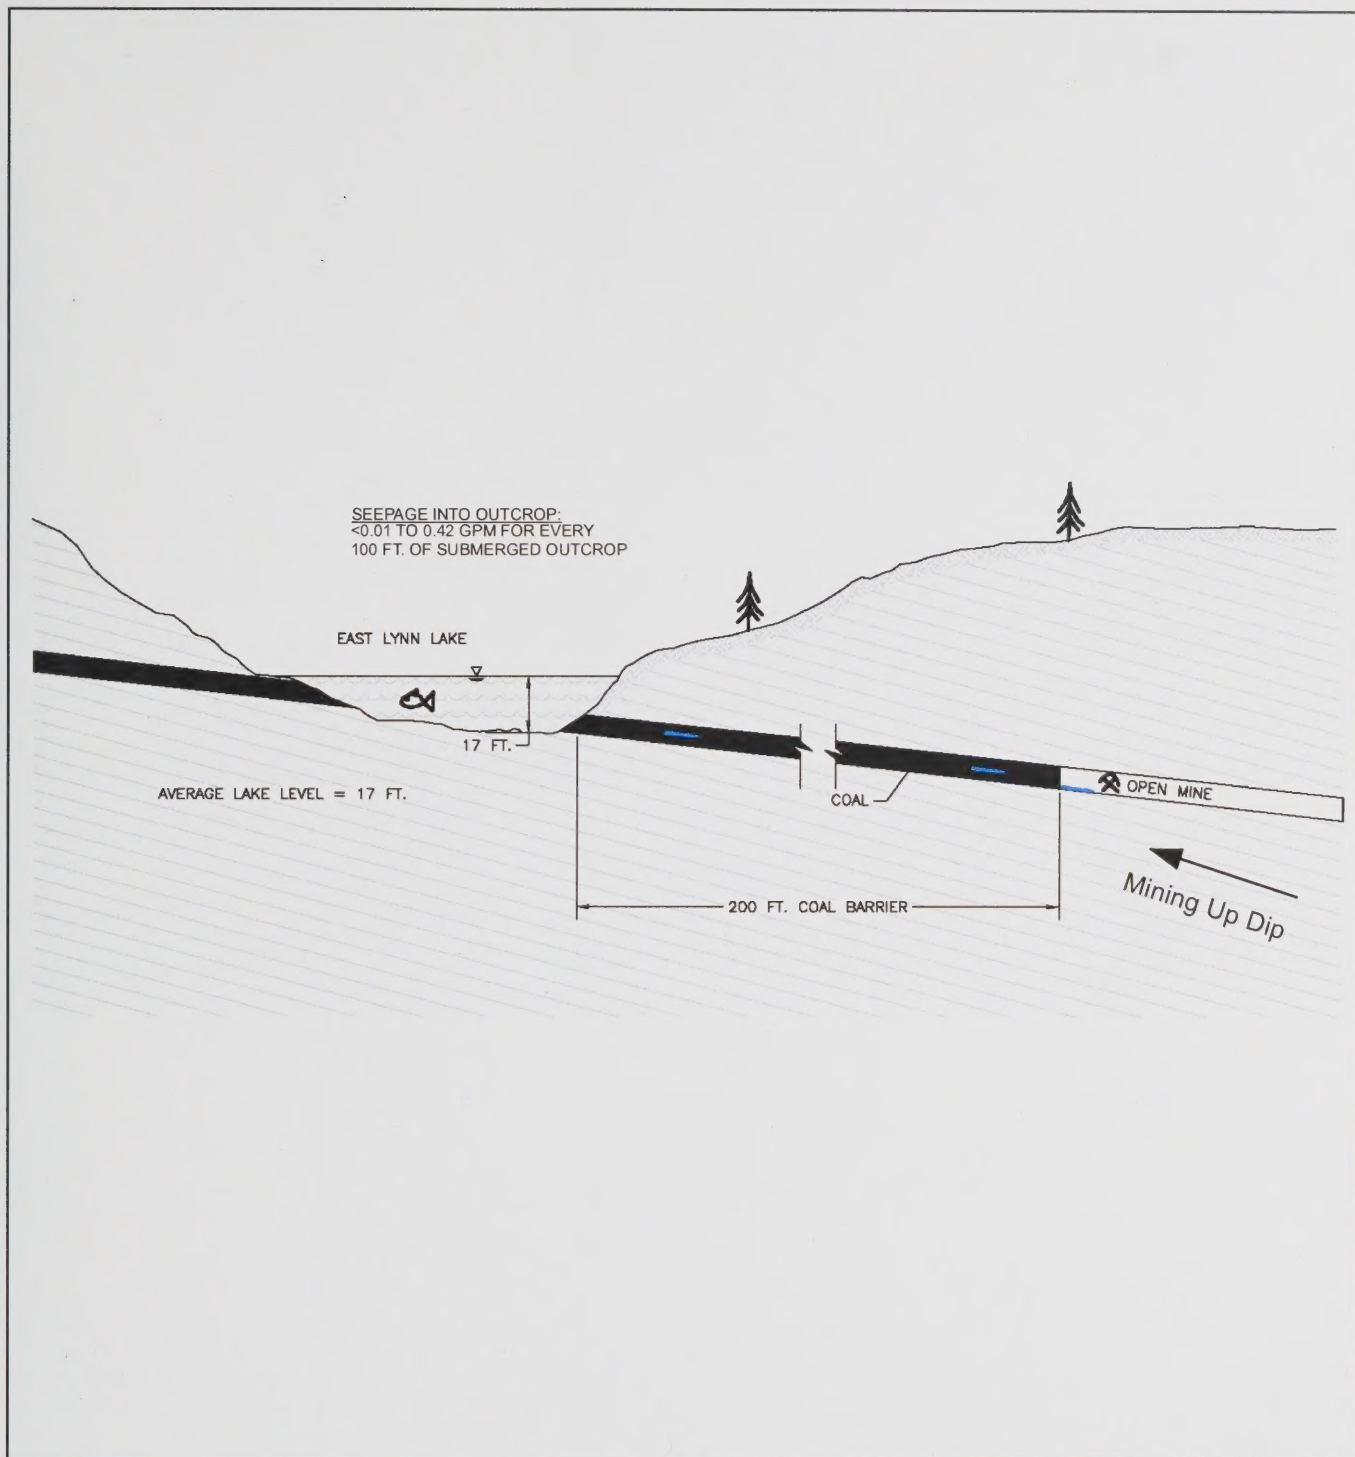 SEEPAGE INTO OUTCROP:
<0.01 TO 0.42 GPM FOR EVERY
100 FT. OF SUBMERGED OUTCROP
EAST LYNN LAKE
17 FT.
AVERAGE LAKE LEVEL = 17 FT.
COAL
OPEN MINE
200 FT. COAL BARRIER
Mining Up Dip